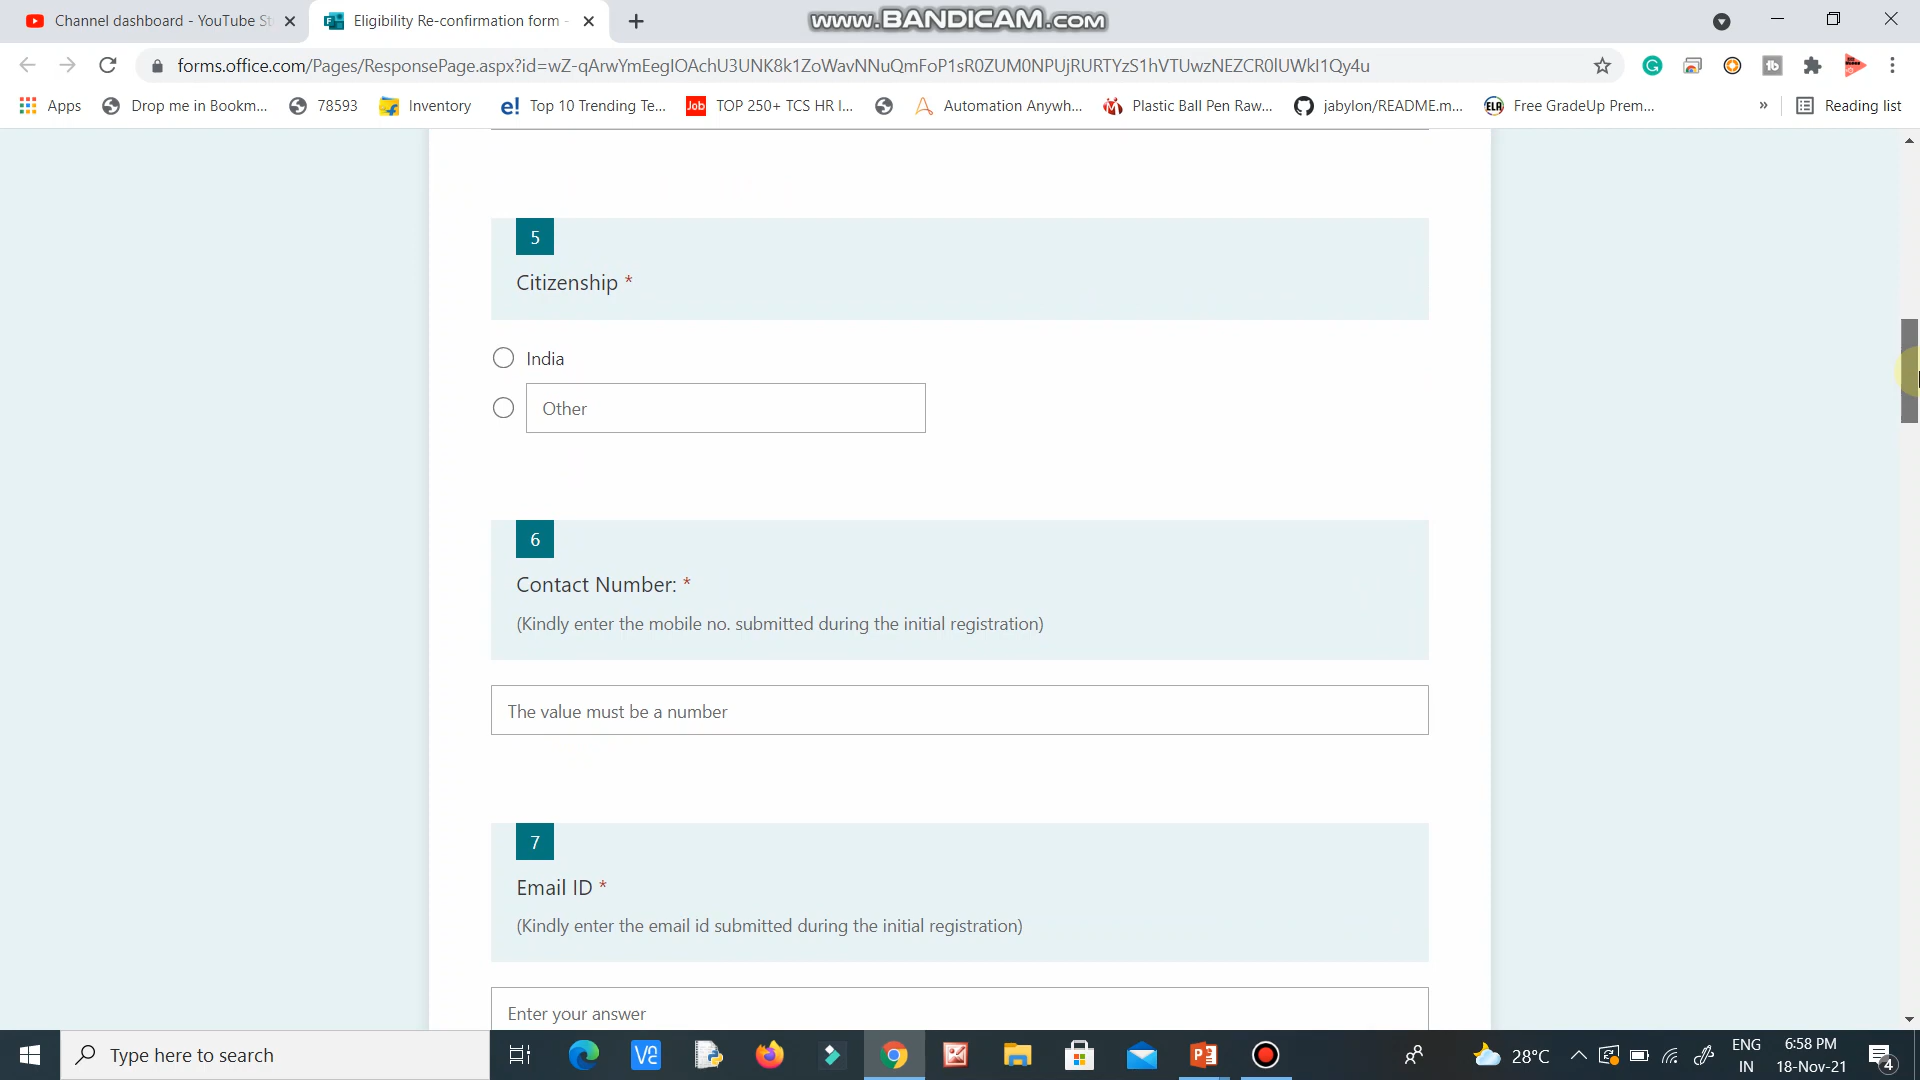 Channel dashboard - YouTube St
Eligibility Re-confirmation form -
www.BANDICAM.com
forms.office.com/Pages/ResponsePage.aspx?id=wZ-qArwYmEegIOAchU3UNK8k1ZoWavNNuQmFoP1sR0ZUM0NPUjRURTYzS1hVTUwzNEZCR0lUWkI1Qy4u
Apps
Drop me in Bookm...
78593
Inventory
e! Top 10 Trending Te...
Job TOP 250+ TCS HR I...
Automation Anywh...
Plastic Ball Pen Raw...
jabylon/README.m...
ELR Free GradeUp Prem...
»
Reading list
5
Citizenship *
India
Other
6
Contact Number: *
(Kindly enter the mobile no. submitted during the initial registration)
The value must be a number
7
Email ID *
(Kindly enter the email id submitted during the initial registration)
Enter your answer
Type here to search
28°C
ENG
IN
6:58 PM
18-Nov-21
4